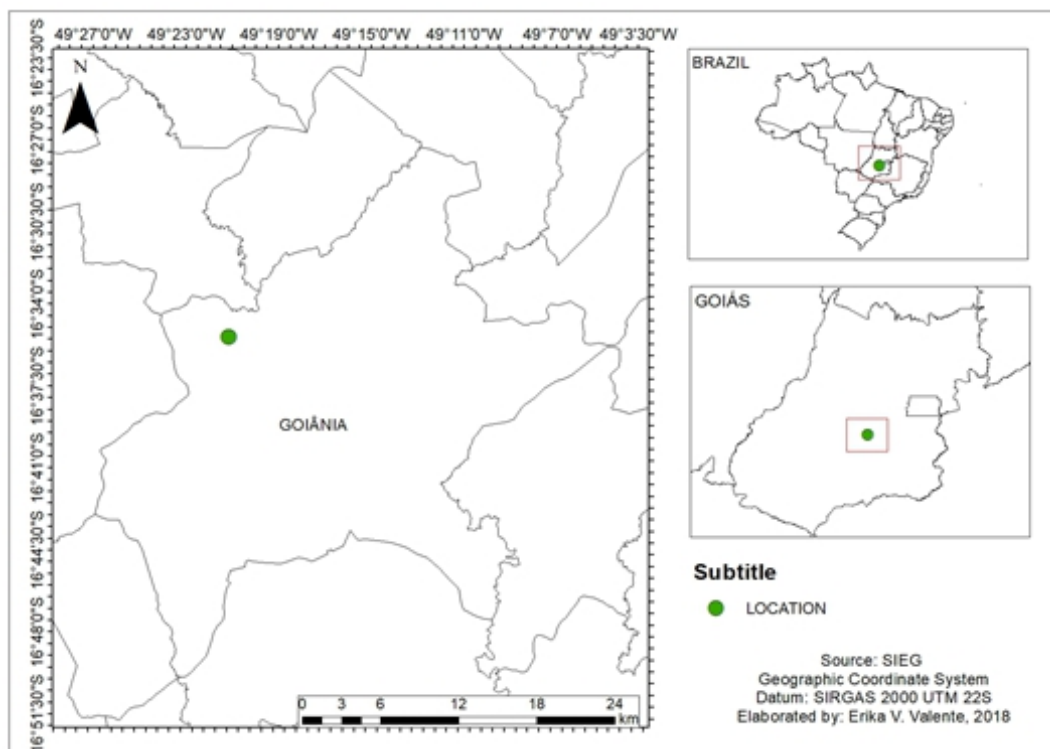 49°27'0"W 49°23'0"W 49°19'0"W 49°15'0"W 49°11'0"W 49°7'0"W 49°3'30"W
16°23'30"S
16°27'0"S
16°30'30"S
16°34'0"S
16°37'30"S
16°41'0"S
16°44'30"S
16°48'0"S
16°51'30"S
N
GOIÂNIA
0 3 6 12 18 24
km
BRAZIL
GOIÁS
Subtitle
LOCATION
Source: SIEG
Geographic Coordinate System
Datum: SIRGAS 2000 UTM 22S
Elaborated by: Erika V. Valente, 2018